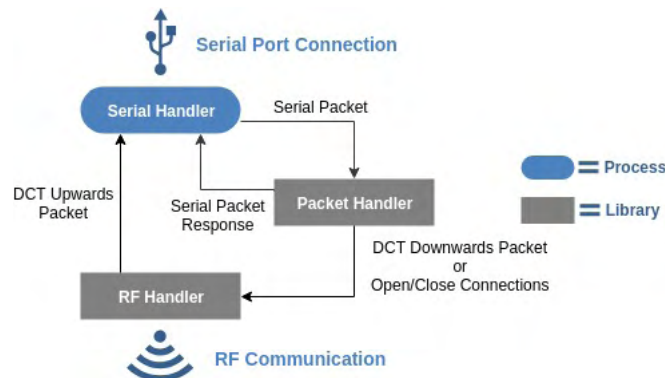 Serial Port Connection
Serial Handler
Serial Packet
DCT Upwards
Packet
Serial Packet
Response
Packet Handler
= Process
= Library
DCT Downwards Packet
or
Open/Close Connections
RF Handler
RF Communication